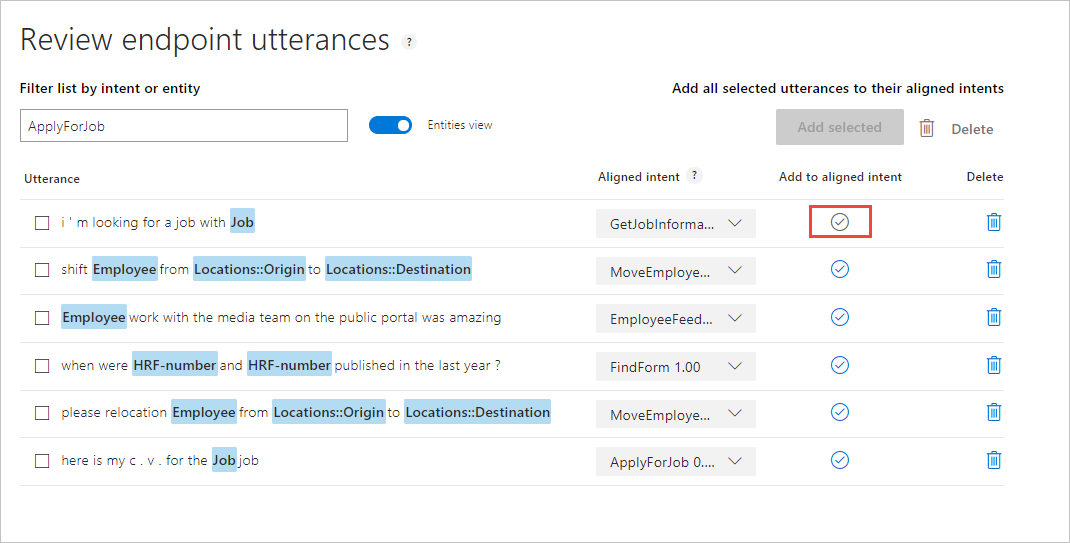 Review endpoint utterances ?
Filter list by intent or entity Add all selected utterances to their aligned intents
ApplyForJob Entities view Add selected Delete
Utterance Aligned intent ? Add to aligned intent Delete
i ' m looking for a job with Job GetJobInforma...
shift Employee from Locations::Origin to Locations::Destination MoveEmploye...
Employee work with the media team on the public portal was amazing EmployeeFeed...
when were HRF-number and HRF-number published in the last year ? FindForm 1.00
please relocation Employee from Locations::Origin to Locations::Destination MoveEmploye...
here is my c . v . for the Job job ApplyForJob 0....